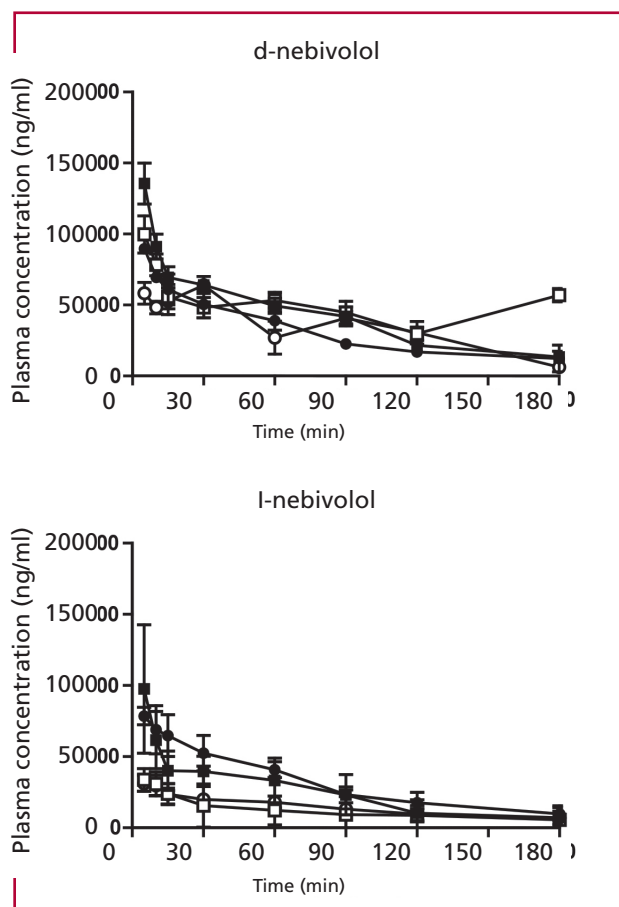 d-nebivolol
Plasma concentration (ng/ml)
200000
150000
100000
50000
0
0 30 60 90 120 150 180
Time (min)
l-nebivolol
Plasma concentration (ng/ml)
200000
150000
100000
50000
0
0 30 60 90 120 150 180
Time (min)